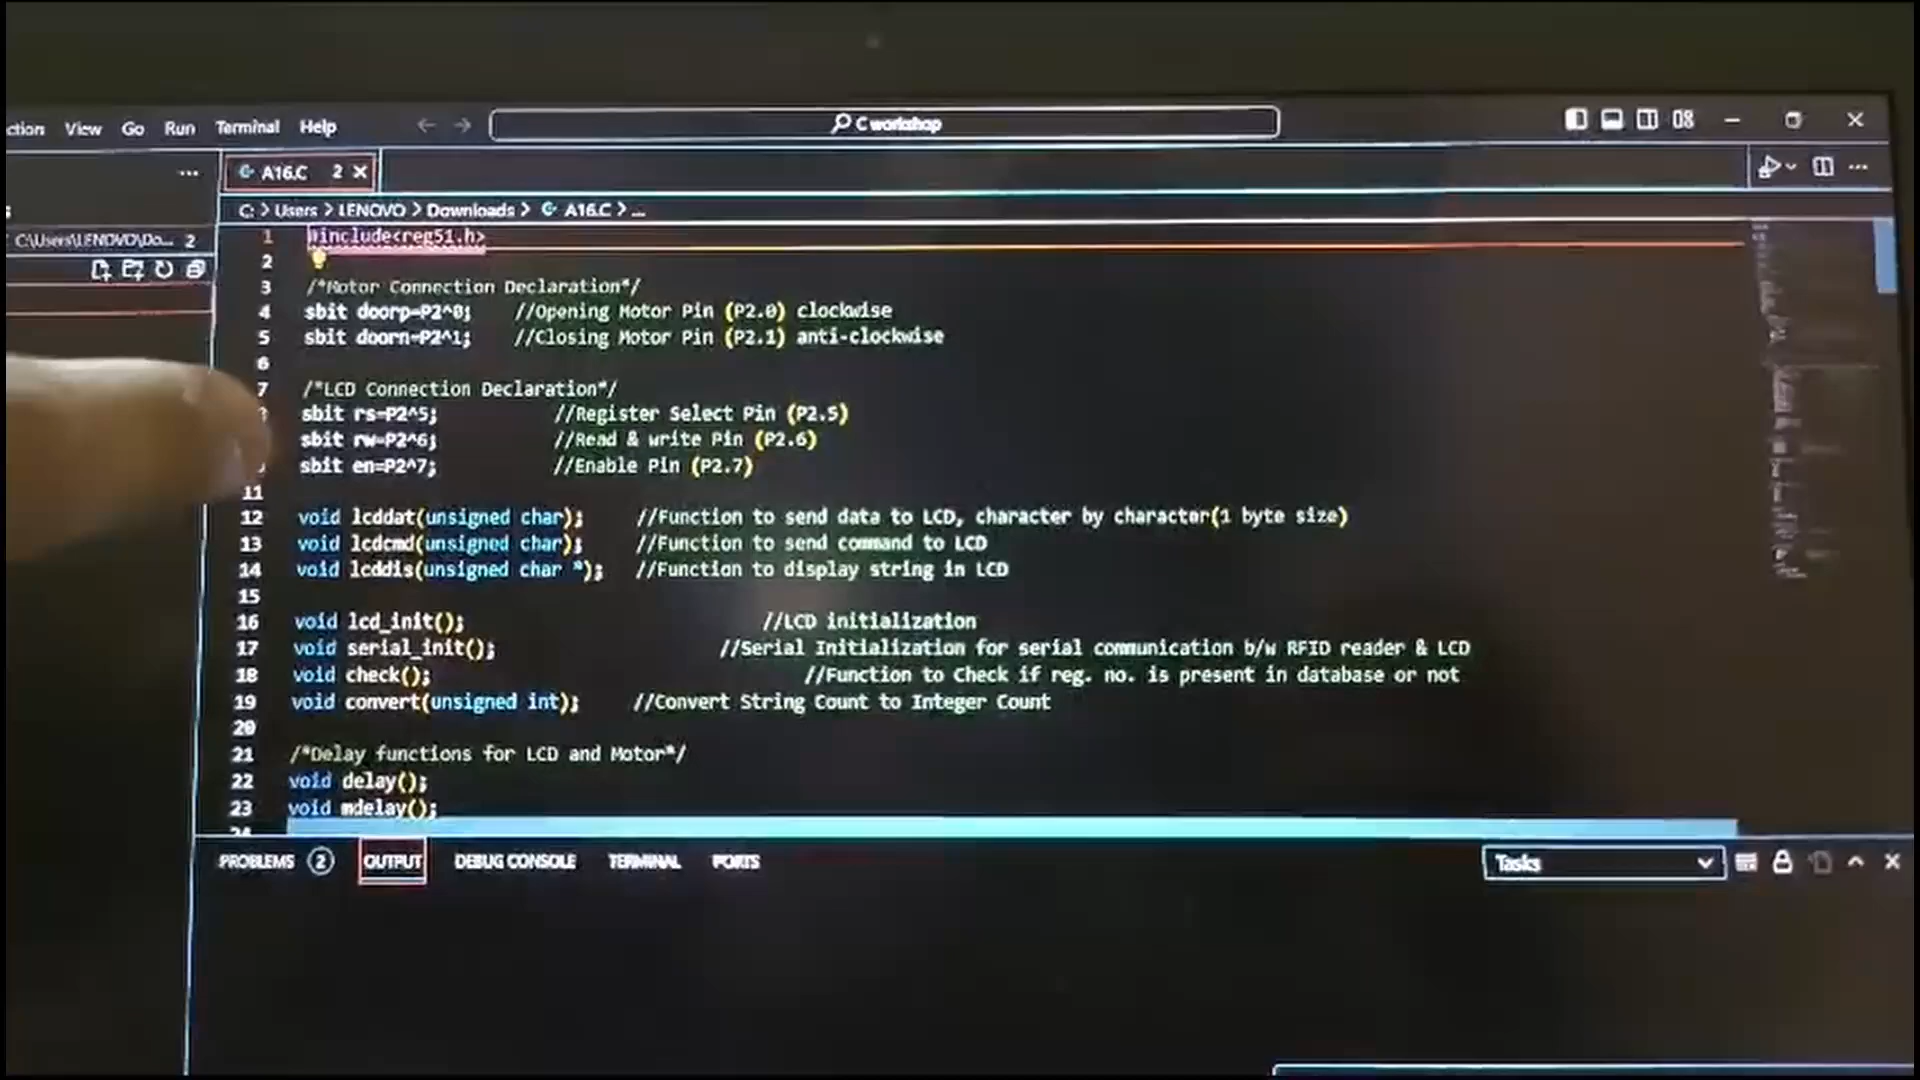 ction View Go Run Terminal Help
C workshop
A16.C 2
C: > Users > LENOVO > Downloads > A16.C > ...
C:\Users\LENOVO\Do... 2
1 #include<reg51.h>
2
3 /*Motor Connection Declaration*/
4 sbit doorp=P2^0; //Opening Motor Pin (P2.0) clockwise
5 sbit doorn=P2^1; //Closing Motor Pin (P2.1) anti-clockwise
6
7 /*LCD Connection Declaration*/
sbit rs=P2^5; //Register Select Pin (P2.5)
sbit rw=P2^6; //Read & write Pin (P2.6)
sbit en=P2^7; //Enable Pin (P2.7)
11
12 void lcddat(unsigned char); //Function to send data to LCD, character by character(1 byte size)
13 void lcdcmd(unsigned char); //Function to send command to LCD
14 void lcddis(unsigned char *); //Function to display string in LCD
15
16 void lcd_init(); //LCD initialization
17 void serial_init(); //Serial Initialization for serial communication b/w RFID reader & LCD
18 void check(); //Function to Check if reg. no. is present in database or not
19 void convert(unsigned int); //Convert String Count to Integer Count
20
21 /*Delay functions for LCD and Motor*/
22 void delay();
23 void mdelay();
24
PROBLEMS 2 OUTPUT DEBUG CONSOLE TERMINAL PORTS
Tasks